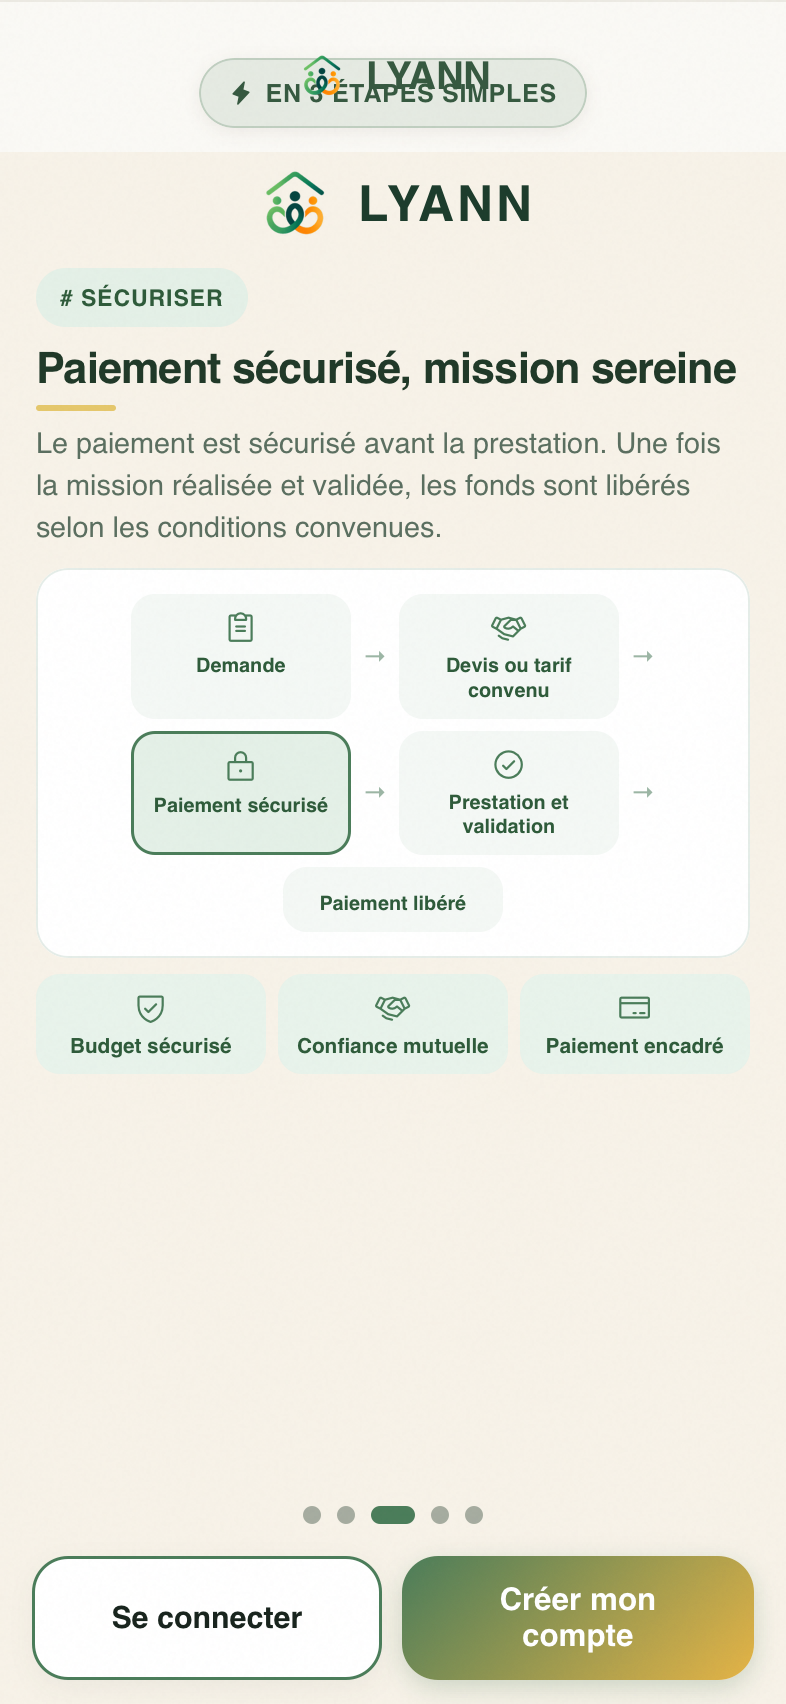 LYANN
EN 3 ÉTAPES SIMPLES
LYANN
# SÉCURISER
Paiement sécurisé, mission sereine
Le paiement est sécurisé avant la prestation. Une fois
la mission réalisée et validée, les fonds sont libérés
selon les conditions convenues.
Demande
→
Devis ou tarif
convenu
→
Paiement sécurisé
→
Prestation et
validation
→
Paiement libéré
Budget sécurisé
Confiance mutuelle
Paiement encadré
Se connecter
Créer mon
compte